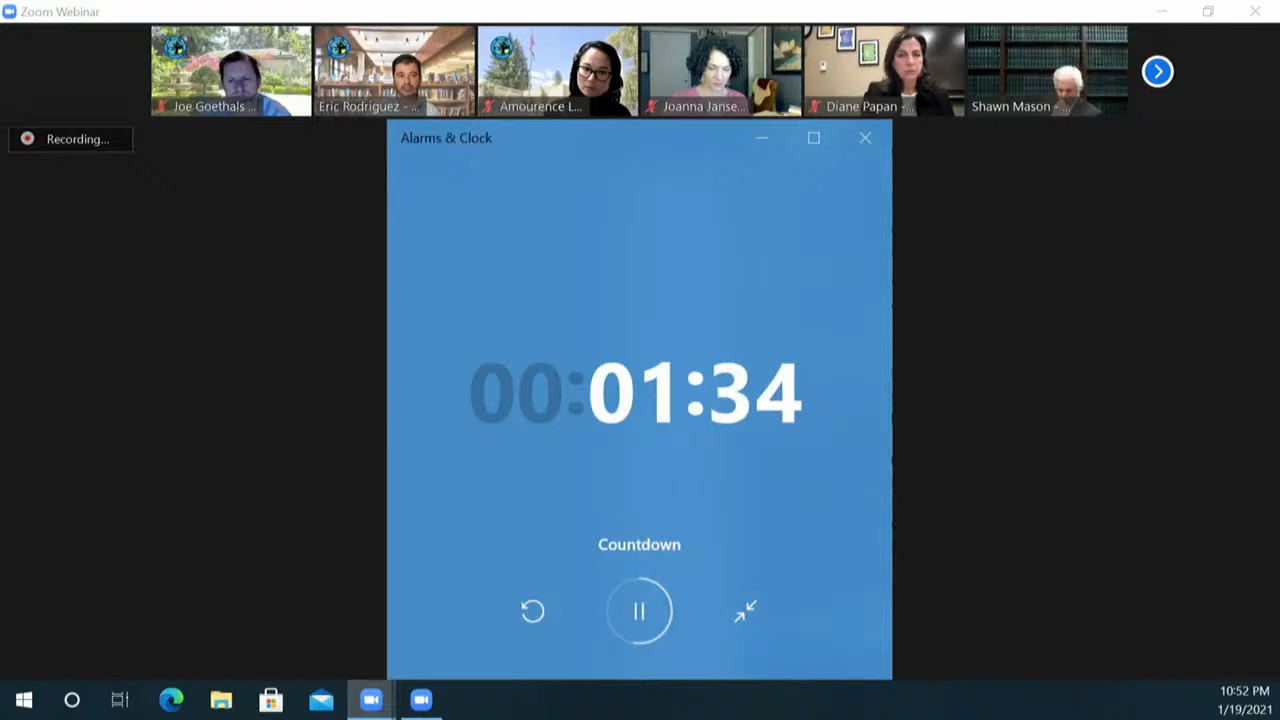 Zoom Webinar
Joe Goethals ...
Eric Rodriguez - ...
Amourence L...
Joanna Janse...
Diane Papan -...
Shawn Mason - ...
Recording...
Alarms & Clock
00:01:34
Countdown
10:52 PM
1/19/2021